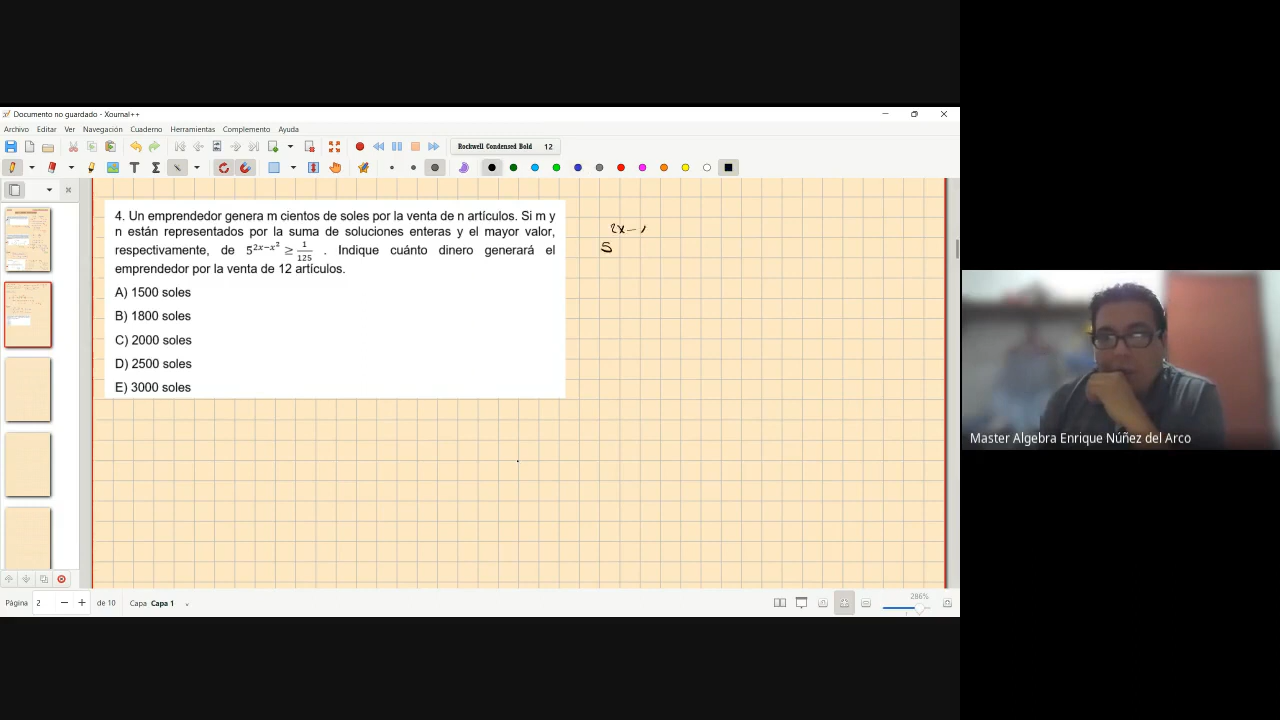 Documento no guardado - Xournal++
Archivo Editar Ver Navegación Cuaderno Herramientas Complemento Ayuda
Rockwell Condensed Bold 12
4. Un emprendedor genera m cientos de soles por la venta de n artículos. Si m y
n están representados por la suma de soluciones enteras y el mayor valor,
respectivamente, de 5^{2x-x^2} ≥ 1/125 . Indique cuánto dinero generará el
emprendedor por la venta de 12 artículos.
A) 1500 soles
B) 1800 soles
C) 2000 soles
D) 2500 soles
E) 3000 soles
2x-
5
Master Algebra Enrique Núñez del Arco
Página 2 de 10 Capa Capa 1
286%